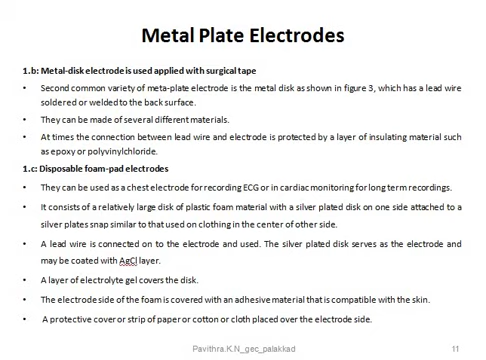 Metal Plate Electrodes
1.b: Metal-disk electrode is used applied with surgical tape
• Second common variety of meta-plate electrode is the metal disk as shown in figure 3, which has a lead wire
soldered or welded to the back surface.
• They can be made of several different materials.
• At times the connection between lead wire and electrode is protected by a layer of insulating material such
as epoxy or polyvinylchloride.
1.c: Disposable foam-pad electrodes
• They can be used as a chest electrode for recording ECG or in cardiac monitoring for long term recordings.
• It consists of a relatively large disk of plastic foam material with a silver plated disk on one side attached to a
silver plates snap similar to that used on clothing in the center of other side.
• A lead wire is connected on to the electrode and used. The silver plated disk serves as the electrode and
may be coated with AgCl layer.
• A layer of electrolyte gel covers the disk.
• The electrode side of the foam is covered with an adhesive material that is compatible with the skin.
• A protective cover or strip of paper or cotton or cloth placed over the electrode side.
Pavithra.K.N_gec_palakkad 11